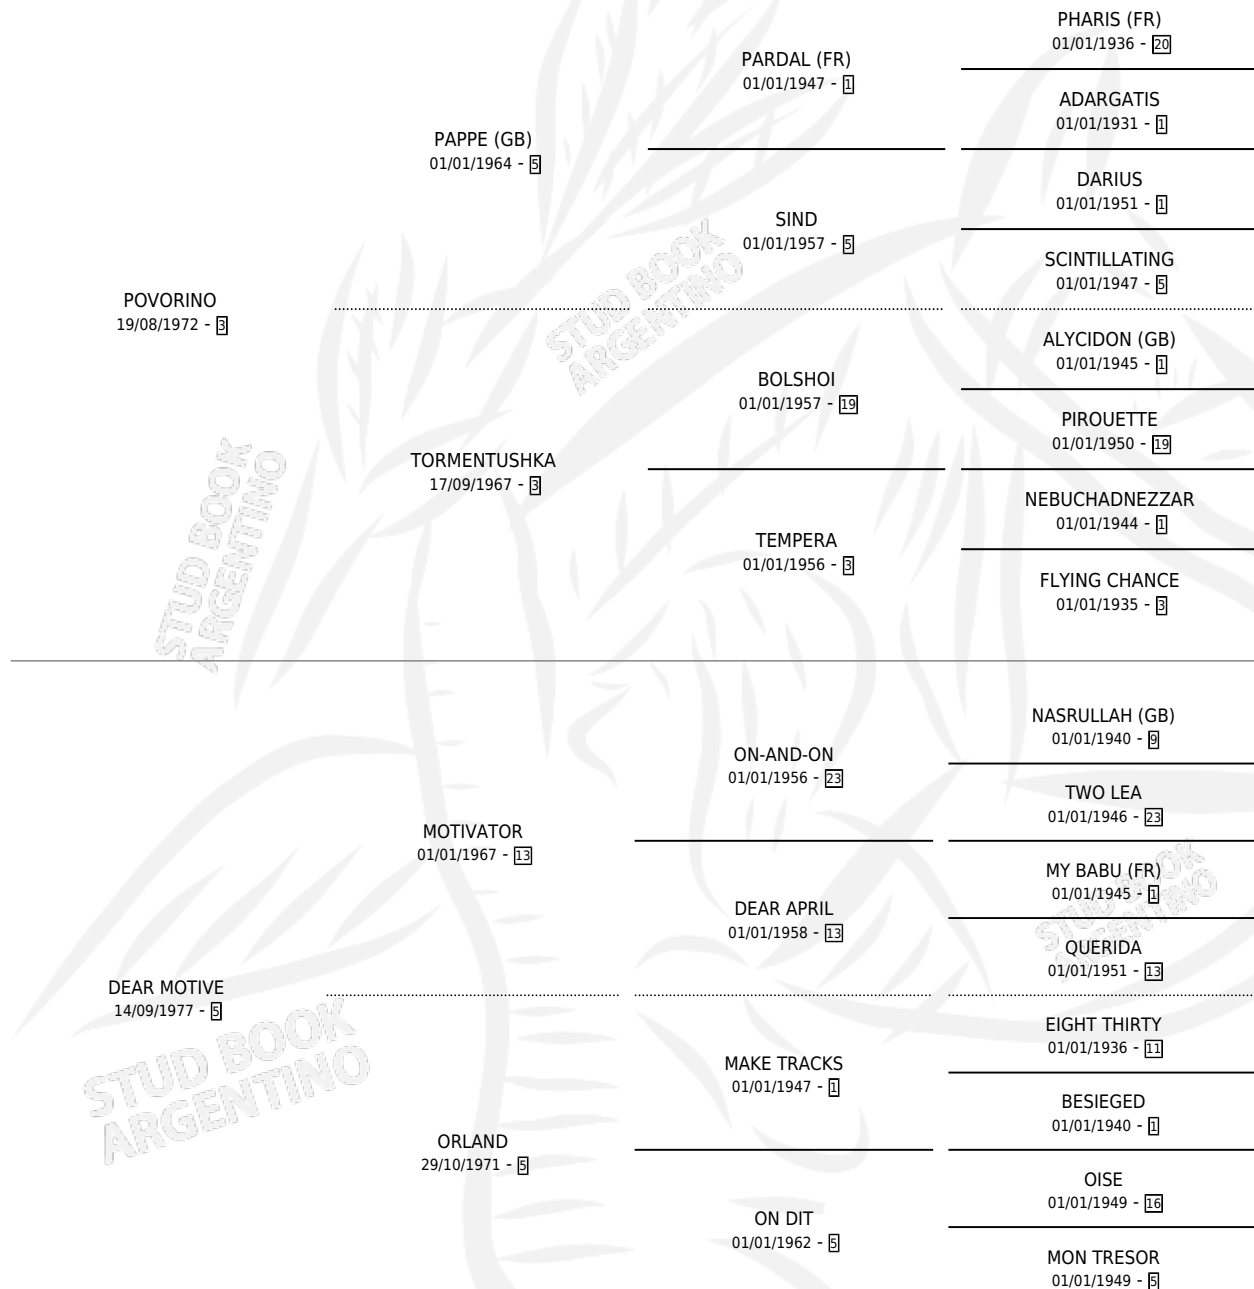 PHARIS (FR)
01/01/1936 - 20
PARDAL (FR)
01/01/1947 - 1
ADARGATIS
01/01/1931 - 1
PAPPE (GB)
01/01/1964 - 5
DARIUS
01/01/1951 - 1
SIND
01/01/1957 - 5
SCINTILLATING
01/01/1947 - 5
POVORINO
19/08/1972 - 3
ALYCIDON (GB)
01/01/1945 - 1
BOLSHOI
01/01/1957 - 19
PIROUETTE
01/01/1950 - 19
TORMENTUSHKA
17/09/1967 - 3
NEBUCHADNEZZAR
01/01/1944 - 1
TEMPERA
01/01/1956 - 3
FLYING CHANCE
01/01/1935 - 3
NASRULLAH (GB)
01/01/1940 - 9
ON-AND-ON
01/01/1956 - 23
TWO LEA
01/01/1946 - 23
MOTIVATOR
01/01/1967 - 13
MY BABU (FR)
01/01/1945 - 1
DEAR APRIL
01/01/1958 - 13
QUERIDA
01/01/1951 - 13
DEAR MOTIVE
14/09/1977 - 5
EIGHT THIRTY
01/01/1936 - 11
MAKE TRACKS
01/01/1947 - 1
BESIEGED
01/01/1940 - 1
ORLAND
29/10/1971 - 5
OISE
01/01/1949 - 16
ON DIT
01/01/1962 - 5
MON TRESOR
01/01/1949 - 5
STUD BOOK
ARGENTINO
STUD BOOK
ARGENTINO
STUD BOOK
ARGENTINO
STUD BOOK
ARGENTINO